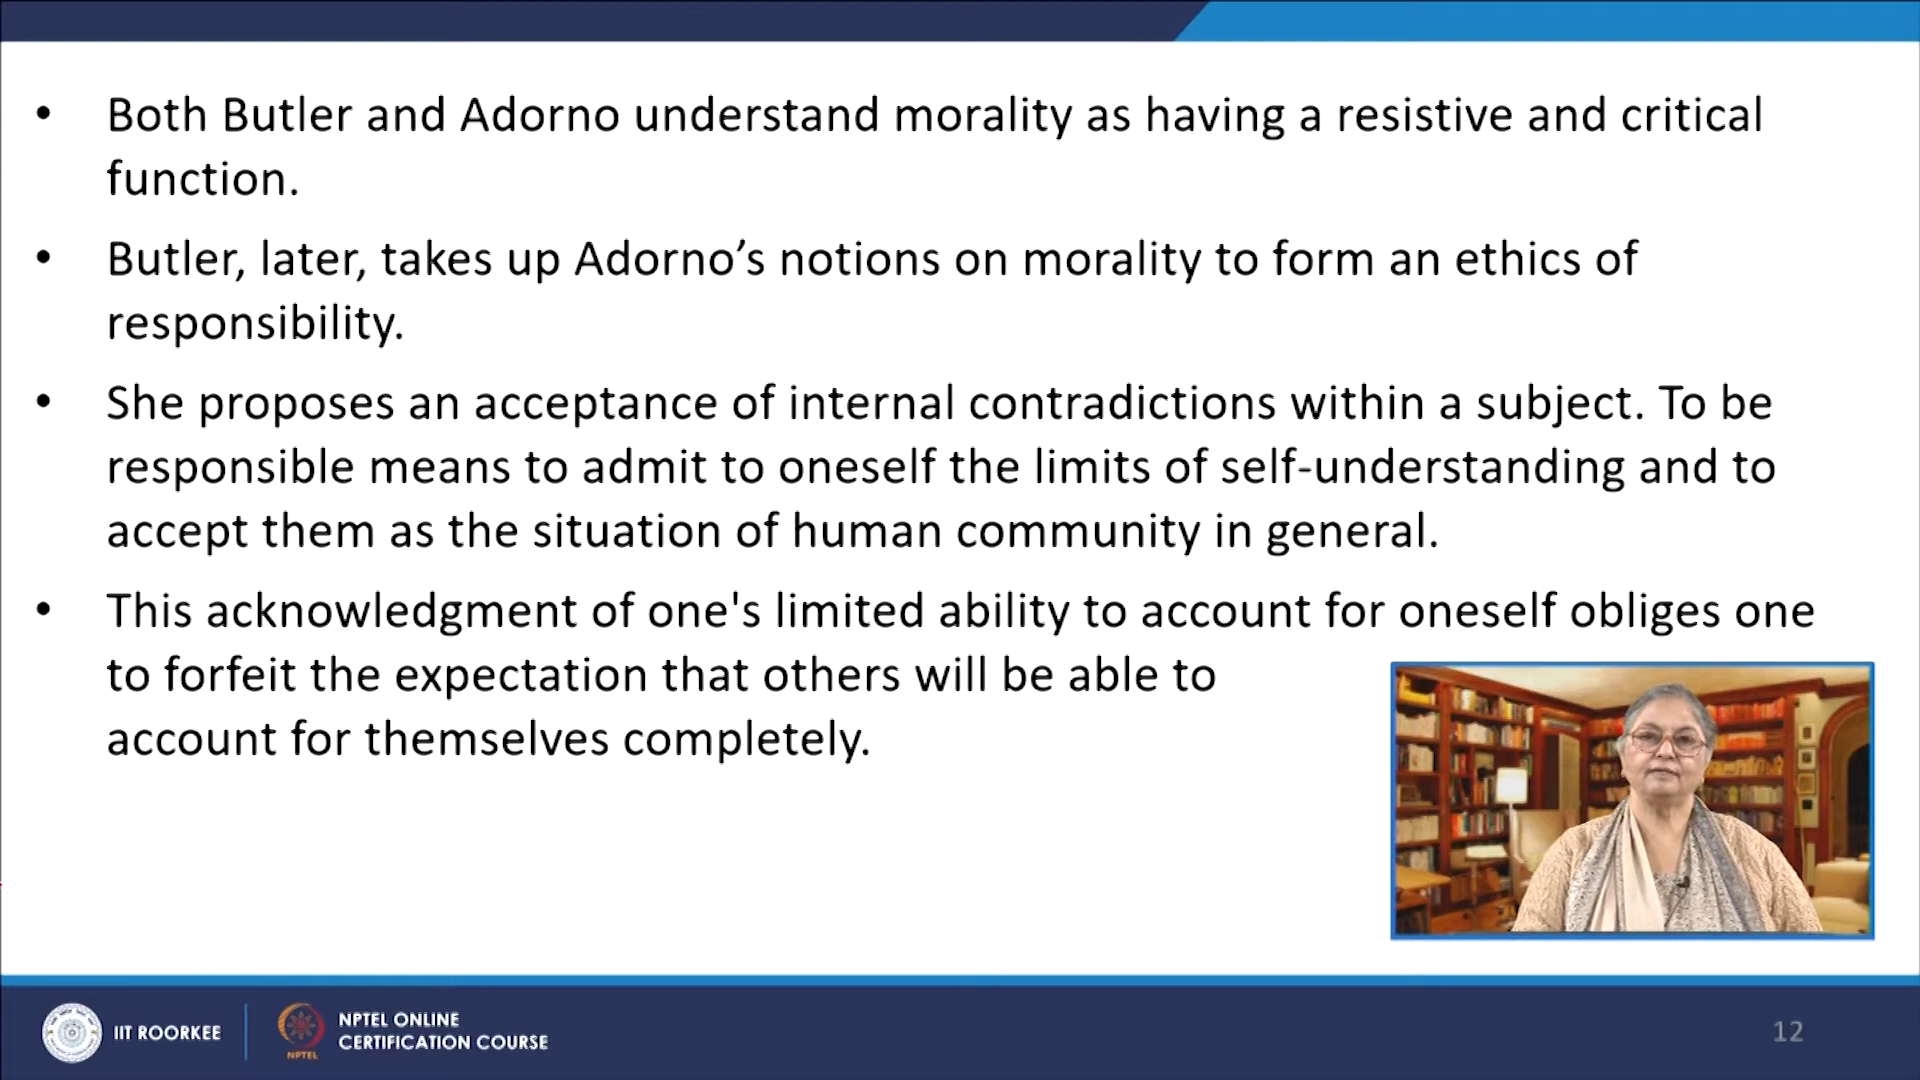 • Both Butler and Adorno understand morality as having a resistive and critical
function.
• Butler, later, takes up Adorno’s notions on morality to form an ethics of
responsibility.
• She proposes an acceptance of internal contradictions within a subject. To be
responsible means to admit to oneself the limits of self-understanding and to
accept them as the situation of human community in general.
• This acknowledgment of one's limited ability to account for oneself obliges one
to forfeit the expectation that others will be able to
account for themselves completely.
IIT ROORKEE
NPTEL
NPTEL ONLINE
CERTIFICATION COURSE
12